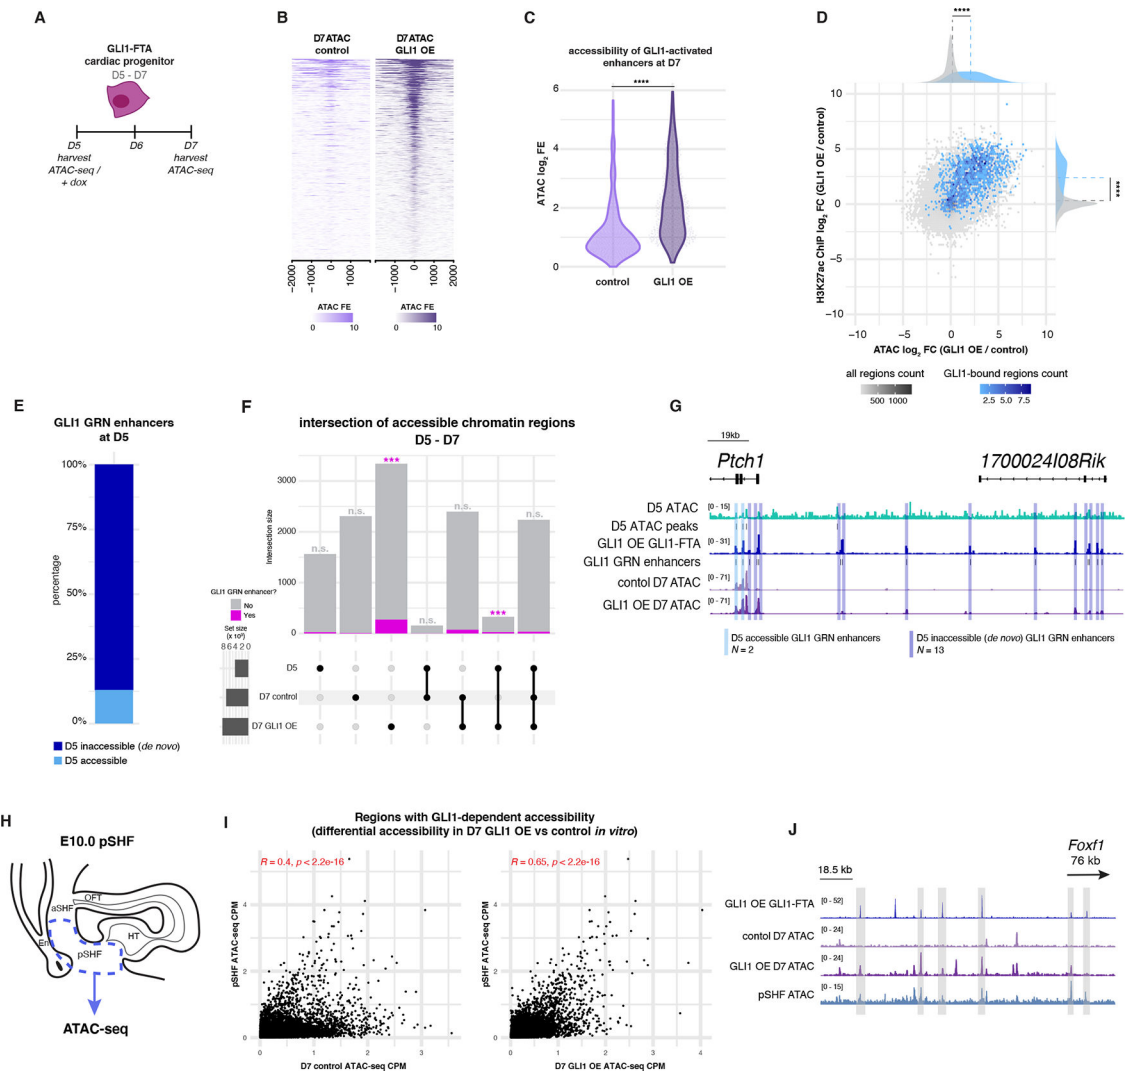 A
GLI1-FTA
cardiac progenitor
D5 - D7
D5
D6
D7
harvest
ATAC-seq /
+ dox
harvest
ATAC-seq
B
D7 ATAC
control
D7 ATAC
GLI1 OE
-2000
-1000
0
1000
1000
0
1000
2000
ATAC FE
0
10
ATAC FE
0
10
C
accessibility of GLI1-activated
enhancers at D7
****
6
4
2
0
ATAC log2 FE
control
GLI1 OE
D
****
****
10
5
0
−5
−10
H3K27ac ChIP log2 FC (GLI1 OE / control)
−10
−5
0
5
10
ATAC log2 FC (GLI1 OE / control)
all regions count
500 1000
GLI1-bound regions count
2.5 5.0 7.5
E
GLI1 GRN enhancers
at D5
100%
75%
50%
25%
0%
percentage
D5 inaccessible (de novo)
D5 accessible
F
intersection of accessible chromatin regions
D5 - D7
3000
2000
1000
0
Intersection size
n.s.
n.s.
***
n.s.
n.s.
***
n.s.
GLI1 GRN enhancer?
No
Yes
Set size
(x 10³)
8 6 4 2 0
D5
D7 control
D7 GLI1 OE
G
19kb
Ptch1
1700024I08Rik
D5 ATAC
[0 - 15]
D5 ATAC peaks
GLI1 OE GLI1-FTA
[0 - 31]
GLI1 GRN enhancers
contol D7 ATAC
[0 - 71]
GLI1 OE D7 ATAC
[0 - 71]
D5 accessible GLI1 GRN enhancers
N = 2
D5 inaccessible (de novo) GLI1 GRN enhancers
N = 13
H
E10.0 pSHF
aSHF
OFT
En
HT
pSHF
ATAC-seq
I
Regions with GLI1-dependent accessibility
(differential accessibility in D7 GLI1 OE vs control in vitro)
R = 0.4, p < 2.2e-16
pSHF ATAC-seq CPM
4
2
0
0
1
2
3
D7 control ATAC-seq CPM
R = 0.65, p < 2.2e-16
pSHF ATAC-seq CPM
4
2
0
0
1
2
3
4
D7 GLI1 OE ATAC-seq CPM
J
18.5 kb
Foxf1
76 kb
GLI1 OE GLI1-FTA
[0 - 52]
contol D7 ATAC
[0 - 24]
GLI1 OE D7 ATAC
[0 - 24]
pSHF ATAC
[0 - 15]